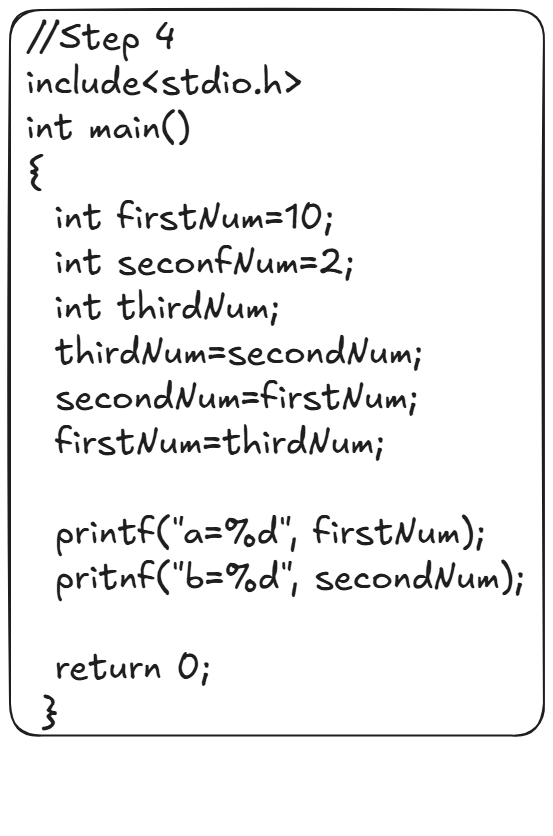 //Step 4
include<stdio.h>
int main()
{
int firstNum=10;
int seconfNum=2;
int thirdNum;
thirdNum=secondNum;
secondNum=firstNum;
firstNum=thirdNum;
printf("a=%d", firstNum);
pritnf("b=%d", secondNum);
return 0;
}